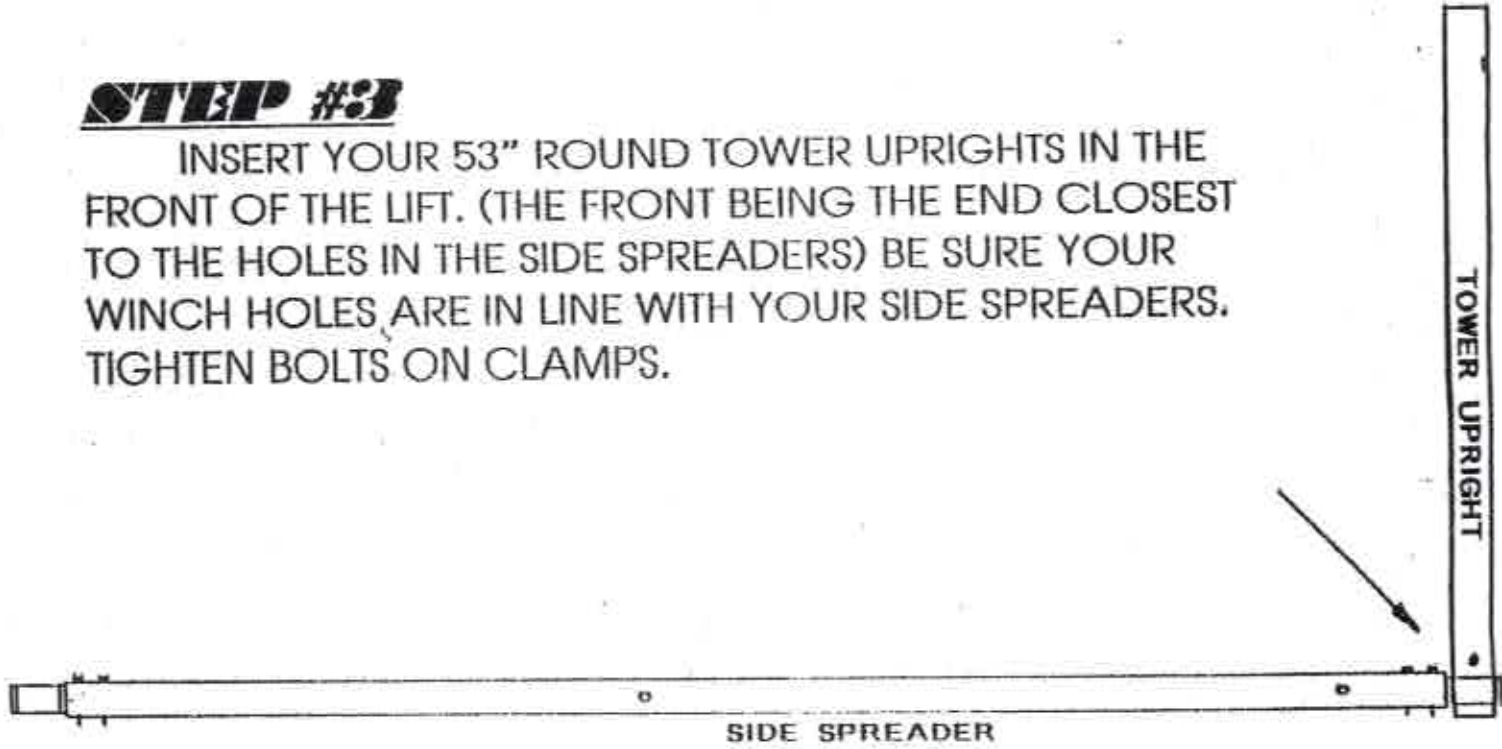 STEP #3
INSERT YOUR 53" ROUND TOWER UPRIGHTS IN THE
FRONT OF THE LIFT. (THE FRONT BEING THE END CLOSEST
TO THE HOLES IN THE SIDE SPREADERS) BE SURE YOUR
WINCH HOLES ARE IN LINE WITH YOUR SIDE SPREADERS.
TIGHTEN BOLTS ON CLAMPS.
TOWER UPRIGHT
SIDE SPREADER